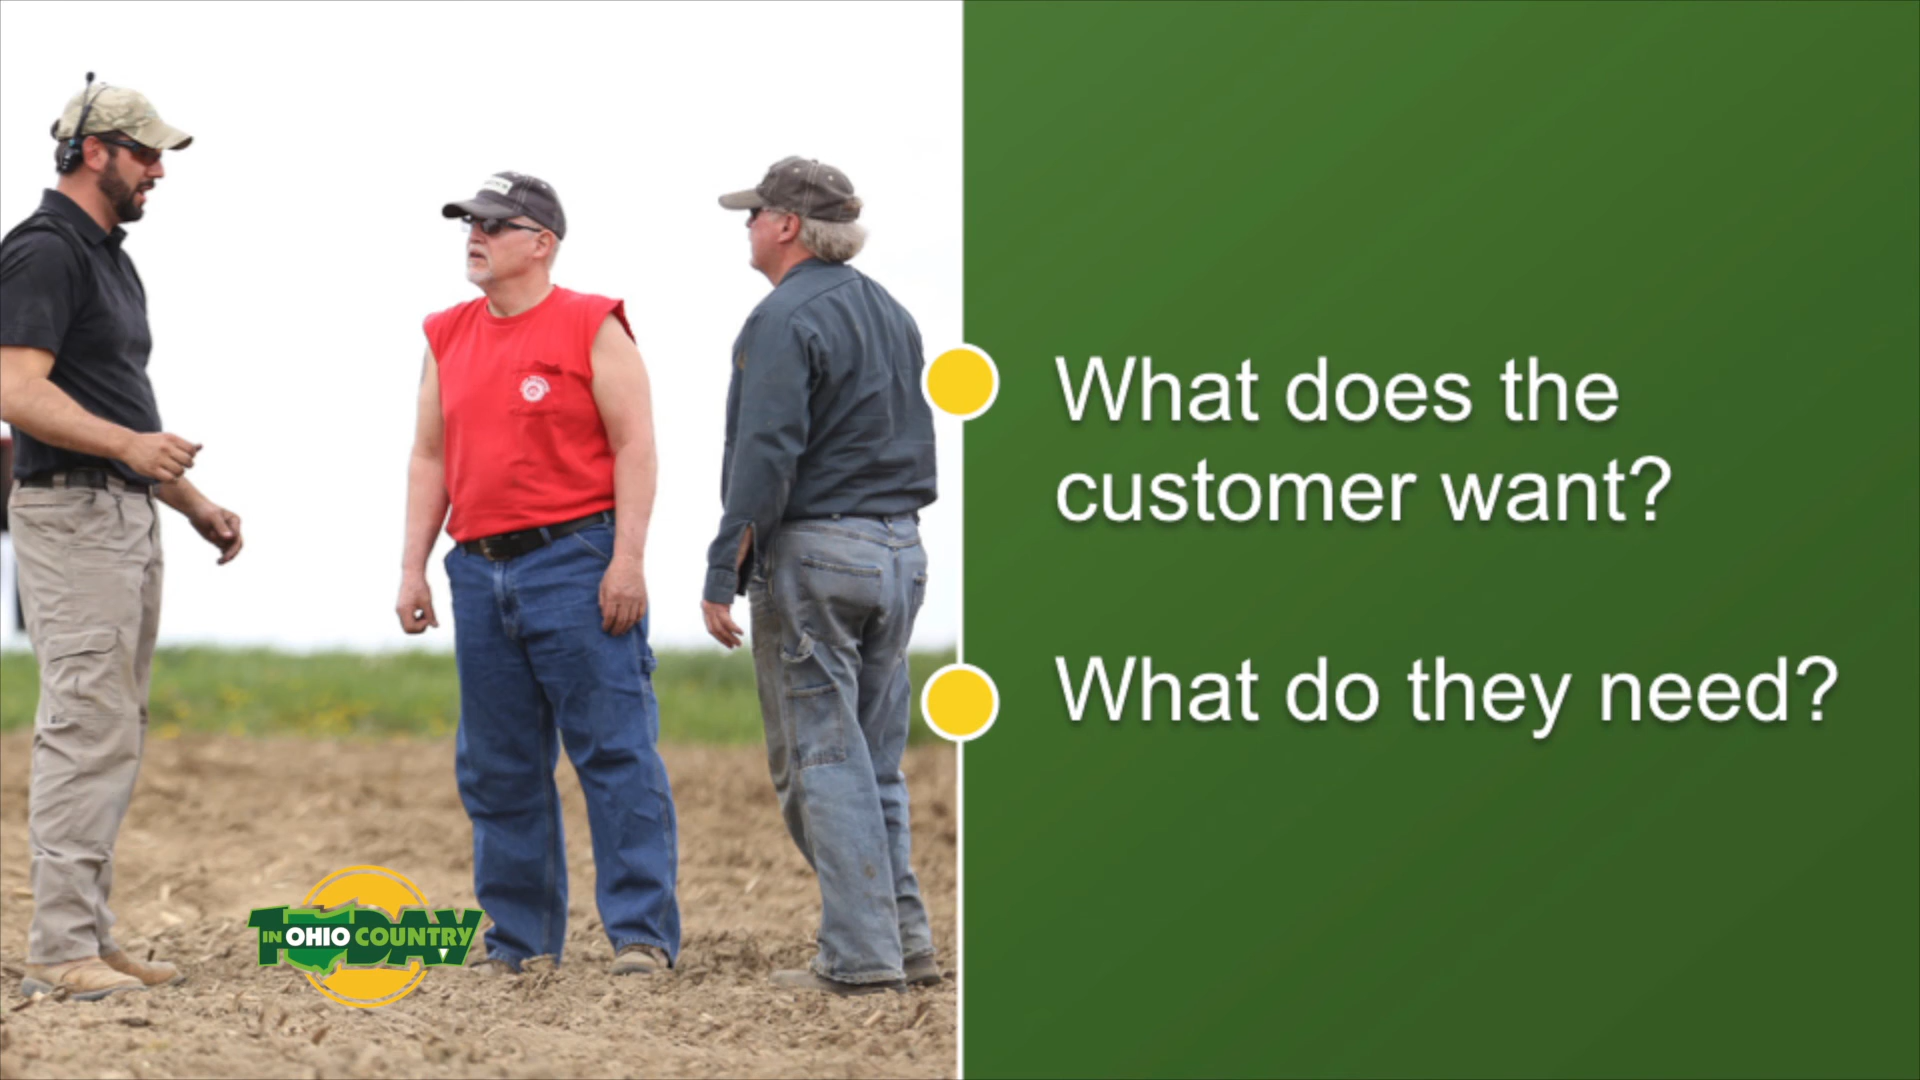 What does the
customer want?
What do they need?
TODAY
IN OHIO COUNTRY